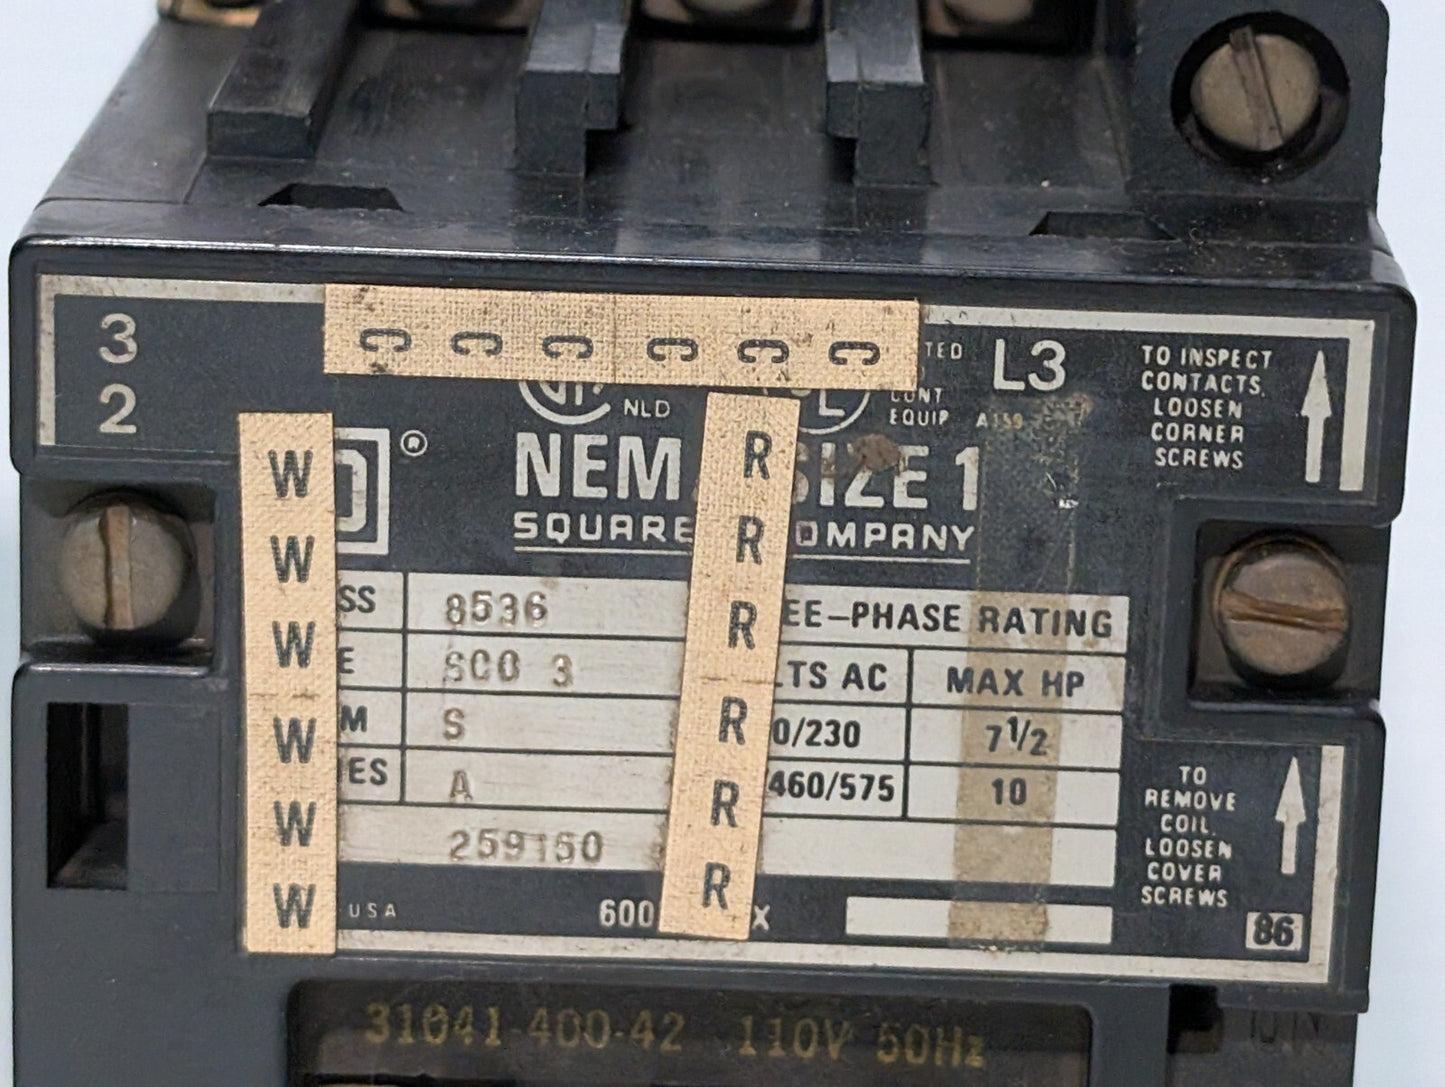 3
2
C C C C C C
TED
CONT
EQUIP
NLD
L3
A159
TO INSPECT
CONTACTS,
LOOSEN
CORNER
SCREWS
W
W
W
W
W
W
®
NEM SIZE 1
SQUARE OMPANY
R
R
R
R
R
R
SS 8536
E SCO 3
M S
IES A
259150
EE-PHASE RATING
LTS AC MAX HP
0/230 7 1/2
/460/575 10
TO
REMOVE
COIL,
LOOSEN
COVER
SCREWS
USA
600 X
86
31041-400-42 110V 50Hz